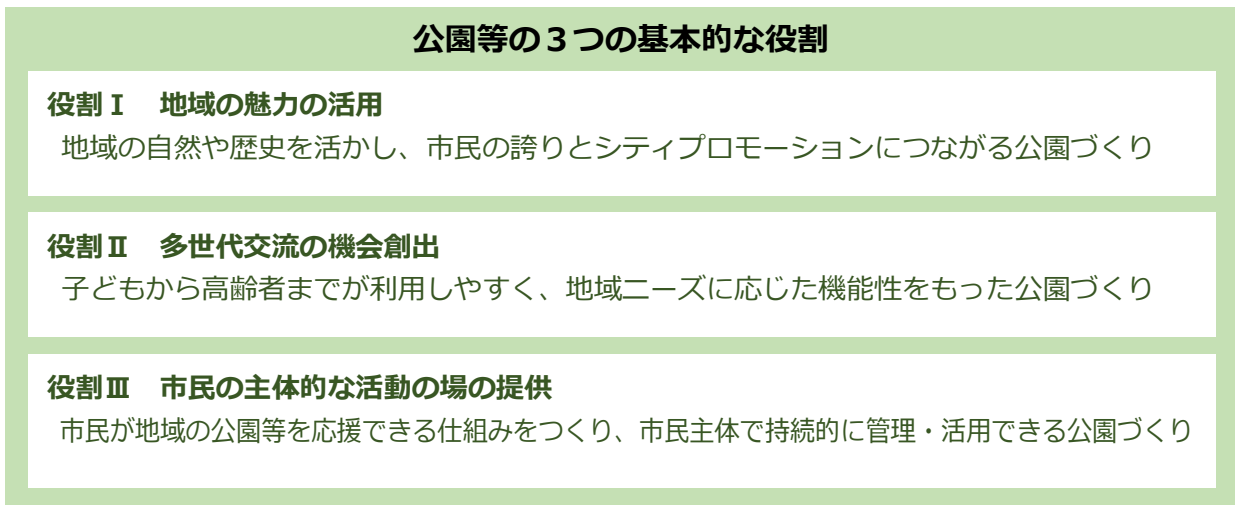 公園等の３つの基本的な役割
役割Ⅰ　地域の魅力の活用
地域の自然や歴史を活かし、市民の誇りとシティプロモーションにつながる公園づくり
役割Ⅱ　多世代交流の機会創出
子どもから高齢者までが利用しやすく、地域ニーズに応じた機能性をもった公園づくり
役割Ⅲ　市民の主体的な活動の場の提供
市民が地域の公園等を応援できる仕組みをつくり、市民主体で持続的に管理・活用できる公園づくり